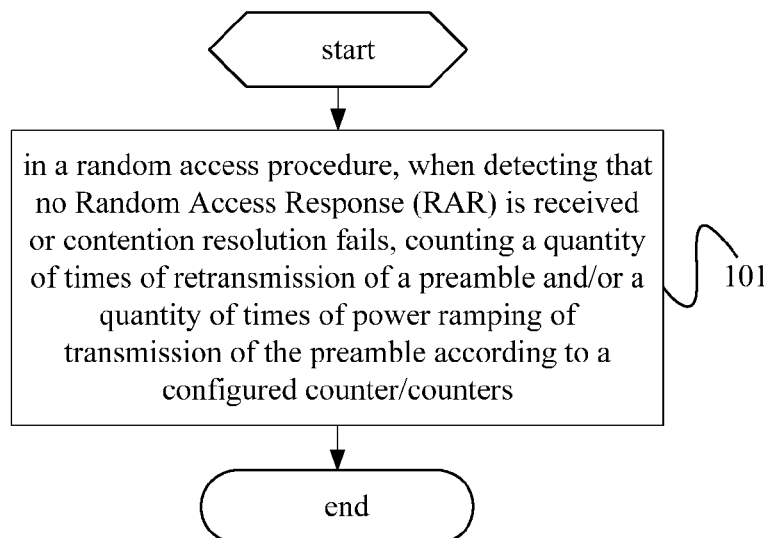 start
in a random access procedure, when detecting that
no Random Access Response (RAR) is received
or contention resolution fails, counting a quantity
of times of retransmission of a preamble and/or a
quantity of times of power ramping of
transmission of the preamble according to a
configured counter/counters
101
end